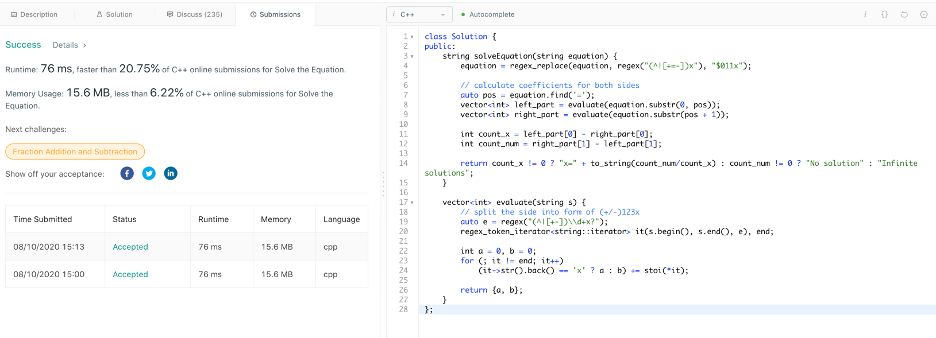 Description
Solution
Discuss (235)
Submissions
Success Details >
Runtime: 76 ms, faster than 20.75% of C++ online submissions for Solve the Equation.
Memory Usage: 15.6 MB, less than 6.22% of C++ online submissions for Solve the
Equation.
Next challenges:
Fraction Addition and Subtraction
Show off your acceptance:
Time Submitted Status Runtime Memory Language
08/10/2020 15:13 Accepted 76 ms 15.6 MB cpp
08/10/2020 15:00 Accepted 76 ms 15.6 MB cpp
i C++ Autocomplete i {}
1 class Solution {
2 public:
3 string solveEquation(string equation) {
4 equation = regex_replace(equation, regex("(^|[+=-])x"), "$011x");
5
6 // calculate coefficients for both sides
7 auto pos = equation.find('=');
8 vector<int> left_part = evaluate(equation.substr(0, pos));
9 vector<int> right_part = evaluate(equation.substr(pos + 1));
10
11 int count_x = left_part[0] - right_part[0];
12 int count_num = right_part[1] - left_part[1];
13
14 return count_x != 0 ? "x=" + to_string(count_num/count_x) : count_num != 0 ? "No solution" : "Infinite
solutions";
15 }
16
17 vector<int> evaluate(string s) {
18 // split the side into form of (+/-)123x
19 auto e = regex("(^|[+-])\\d+x?");
20 regex_token_iterator<string::iterator> it(s.begin(), s.end(), e), end;
21
22 int a = 0, b = 0;
23 for (; it != end; it++)
24 (it->str().back() == 'x' ? a : b) += stoi(*it);
25
26 return {a, b};
27 }
28 };